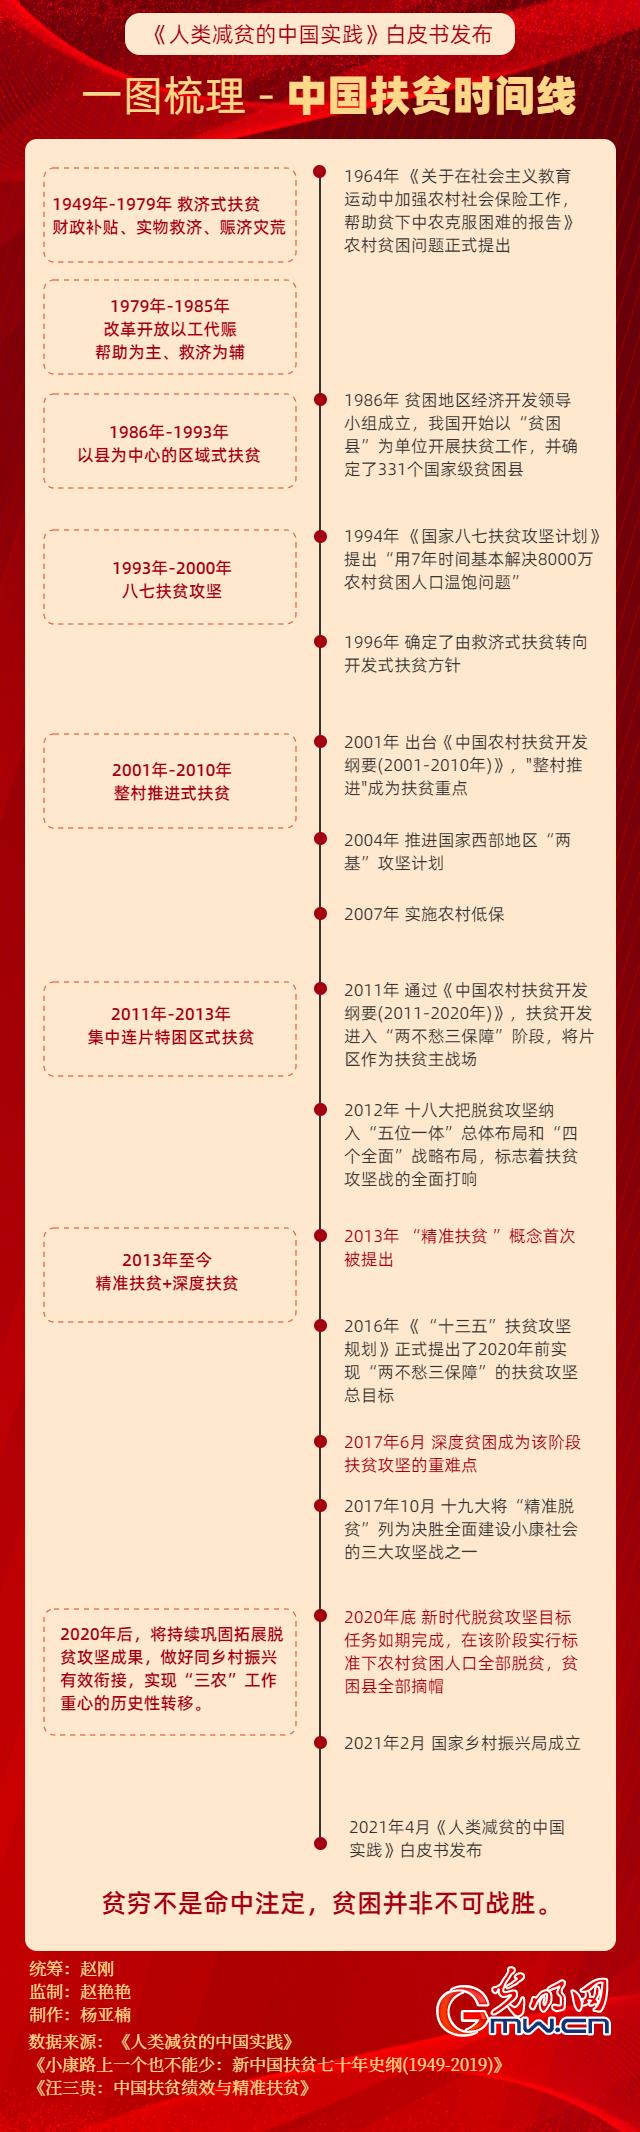 《人类减贫的中国实践》白皮书发布
一图梳理 - 中国扶贫时间线
1949年-1979年 救济式扶贫
财政补贴、实物救济、赈济灾荒
1964年《关于在社会主义教育
运动中加强农村社会保险工作，
帮助贫下中农克服困难的报告》
农村贫困问题正式提出
1979年-1985年
改革开放以工代赈
帮助为主、救济为辅
1986年-1993年
以县为中心的区域式扶贫
1986年 贫困地区经济开发领导
小组成立，我国开始以“贫困
县”为单位开展扶贫工作，并确
定了331个国家级贫困县
1993年-2000年
八七扶贫攻坚
1994年《国家八七扶贫攻坚计划》
提出“用7年时间基本解决8000万
农村贫困人口温饱问题”
1996年 确定了由救济式扶贫转向
开发式扶贫方针
2001年-2010年
整村推进式扶贫
2001年 出台《中国农村扶贫开发
纲要(2001-2010年)》，"整村推
进"成为扶贫重点
2004年 推进国家西部地区“两
基”攻坚计划
2007年 实施农村低保
2011年-2013年
集中连片特困区式扶贫
2011年 通过《中国农村扶贫开发
纲要(2011-2020年)》，扶贫开发
进入“两不愁三保障”阶段，将片
区作为扶贫主战场
2012年 十八大把脱贫攻坚纳
入“五位一体”总体布局和“四
个全面”战略布局，标志着扶贫
攻坚战的全面打响
2013年至今
精准扶贫+深度扶贫
2013年 “精准扶贫 ”概念首次
被提出
2016年《 “十三五”扶贫攻坚
规划》正式提出了2020年前实
现“两不愁三保障”的扶贫攻坚
总目标
2017年6月 深度贫困成为该阶段
扶贫攻坚的重难点
2017年10月 十九大将“精准脱
贫”列为决胜全面建设小康社会
的三大攻坚战之一
2020年后，将持续巩固拓展脱
贫攻坚成果，做好同乡村振兴
有效衔接，实现“三农”工作
重心的历史性转移。
2020年底 新时代脱贫攻坚目标
任务如期完成，在该阶段实行标
准下农村贫困人口全部脱贫，贫
困县全部摘帽
2021年2月 国家乡村振兴局成立
2021年4月《人类减贫的中国
实践》白皮书发布
贫穷不是命中注定，贫困并非不可战胜。
统筹：赵刚
监制：赵艳艳
制作：杨亚楠
光明网
Gmw.cn
数据来源：《人类减贫的中国实践》
《小康路上一个也不能少：新中国扶贫七十年史纲(1949-2019)》
《汪三贵：中国扶贫绩效与精准扶贫》